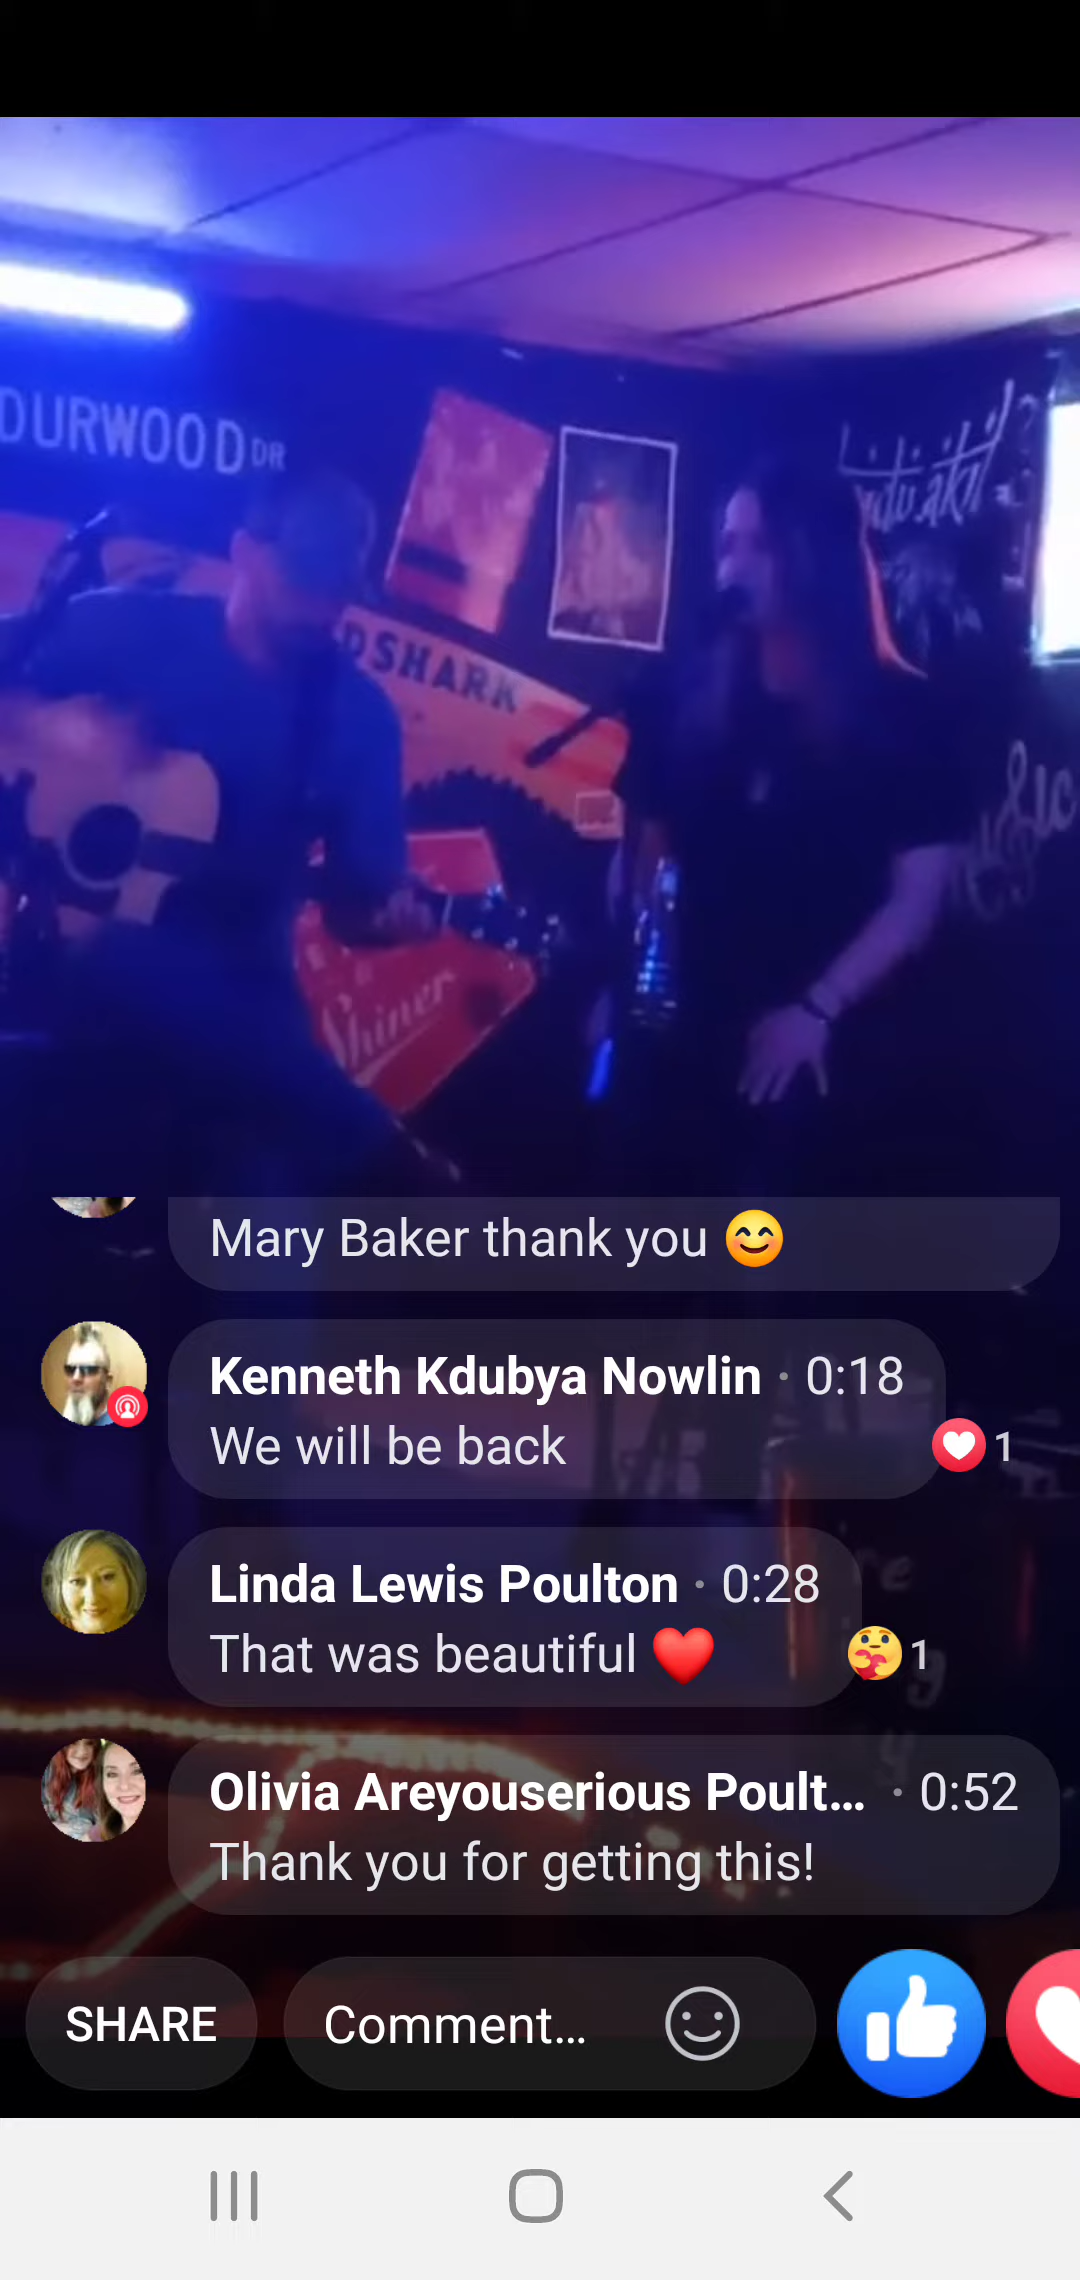 DURWOOD DR
D SHARK
Shiner
Mary Baker thank you 😊
Kenneth Kdubya Nowlin · 0:18
We will be back
1
Linda Lewis Poulton · 0:28
That was beautiful ❤️
1
Olivia Areyouserious Poult... · 0:52
Thank you for getting this!
SHARE
Comment...